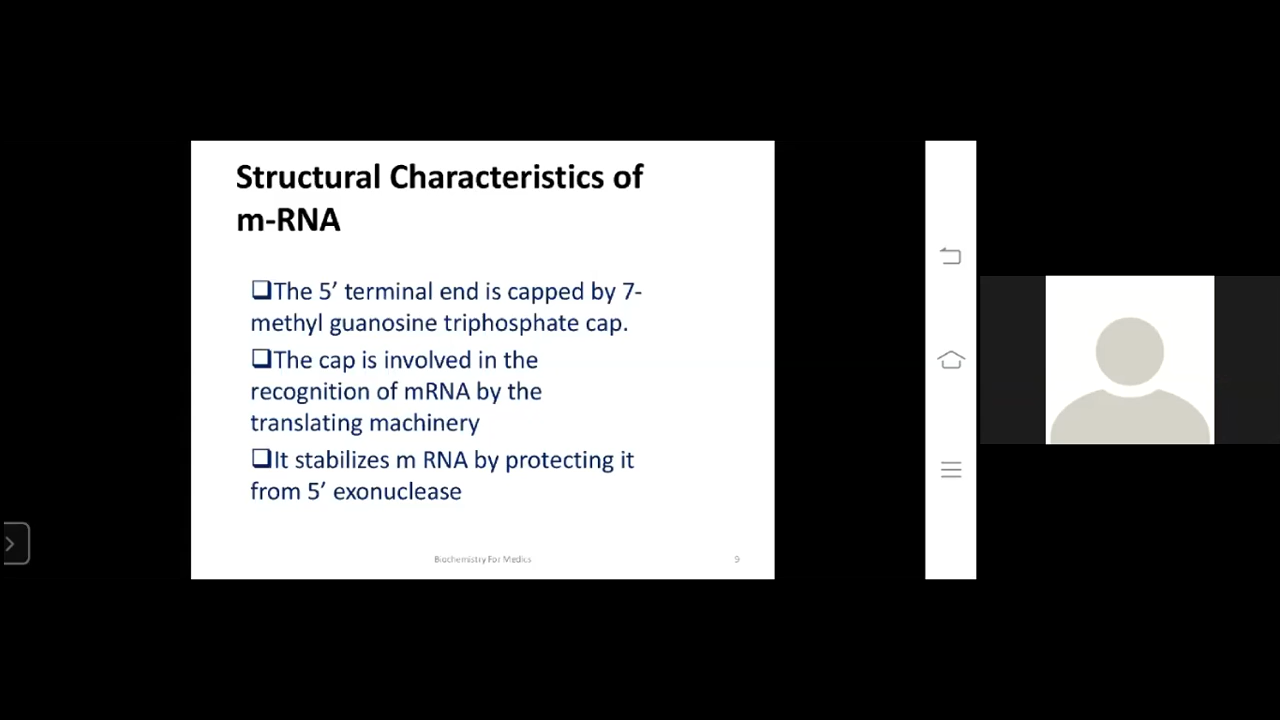 Structural Characteristics of
m-RNA
❑The 5’ terminal end is capped by 7-
methyl guanosine triphosphate cap.
❑The cap is involved in the
recognition of mRNA by the
translating machinery
❑It stabilizes m RNA by protecting it
from 5’ exonuclease
Biochemistry For Medics
9